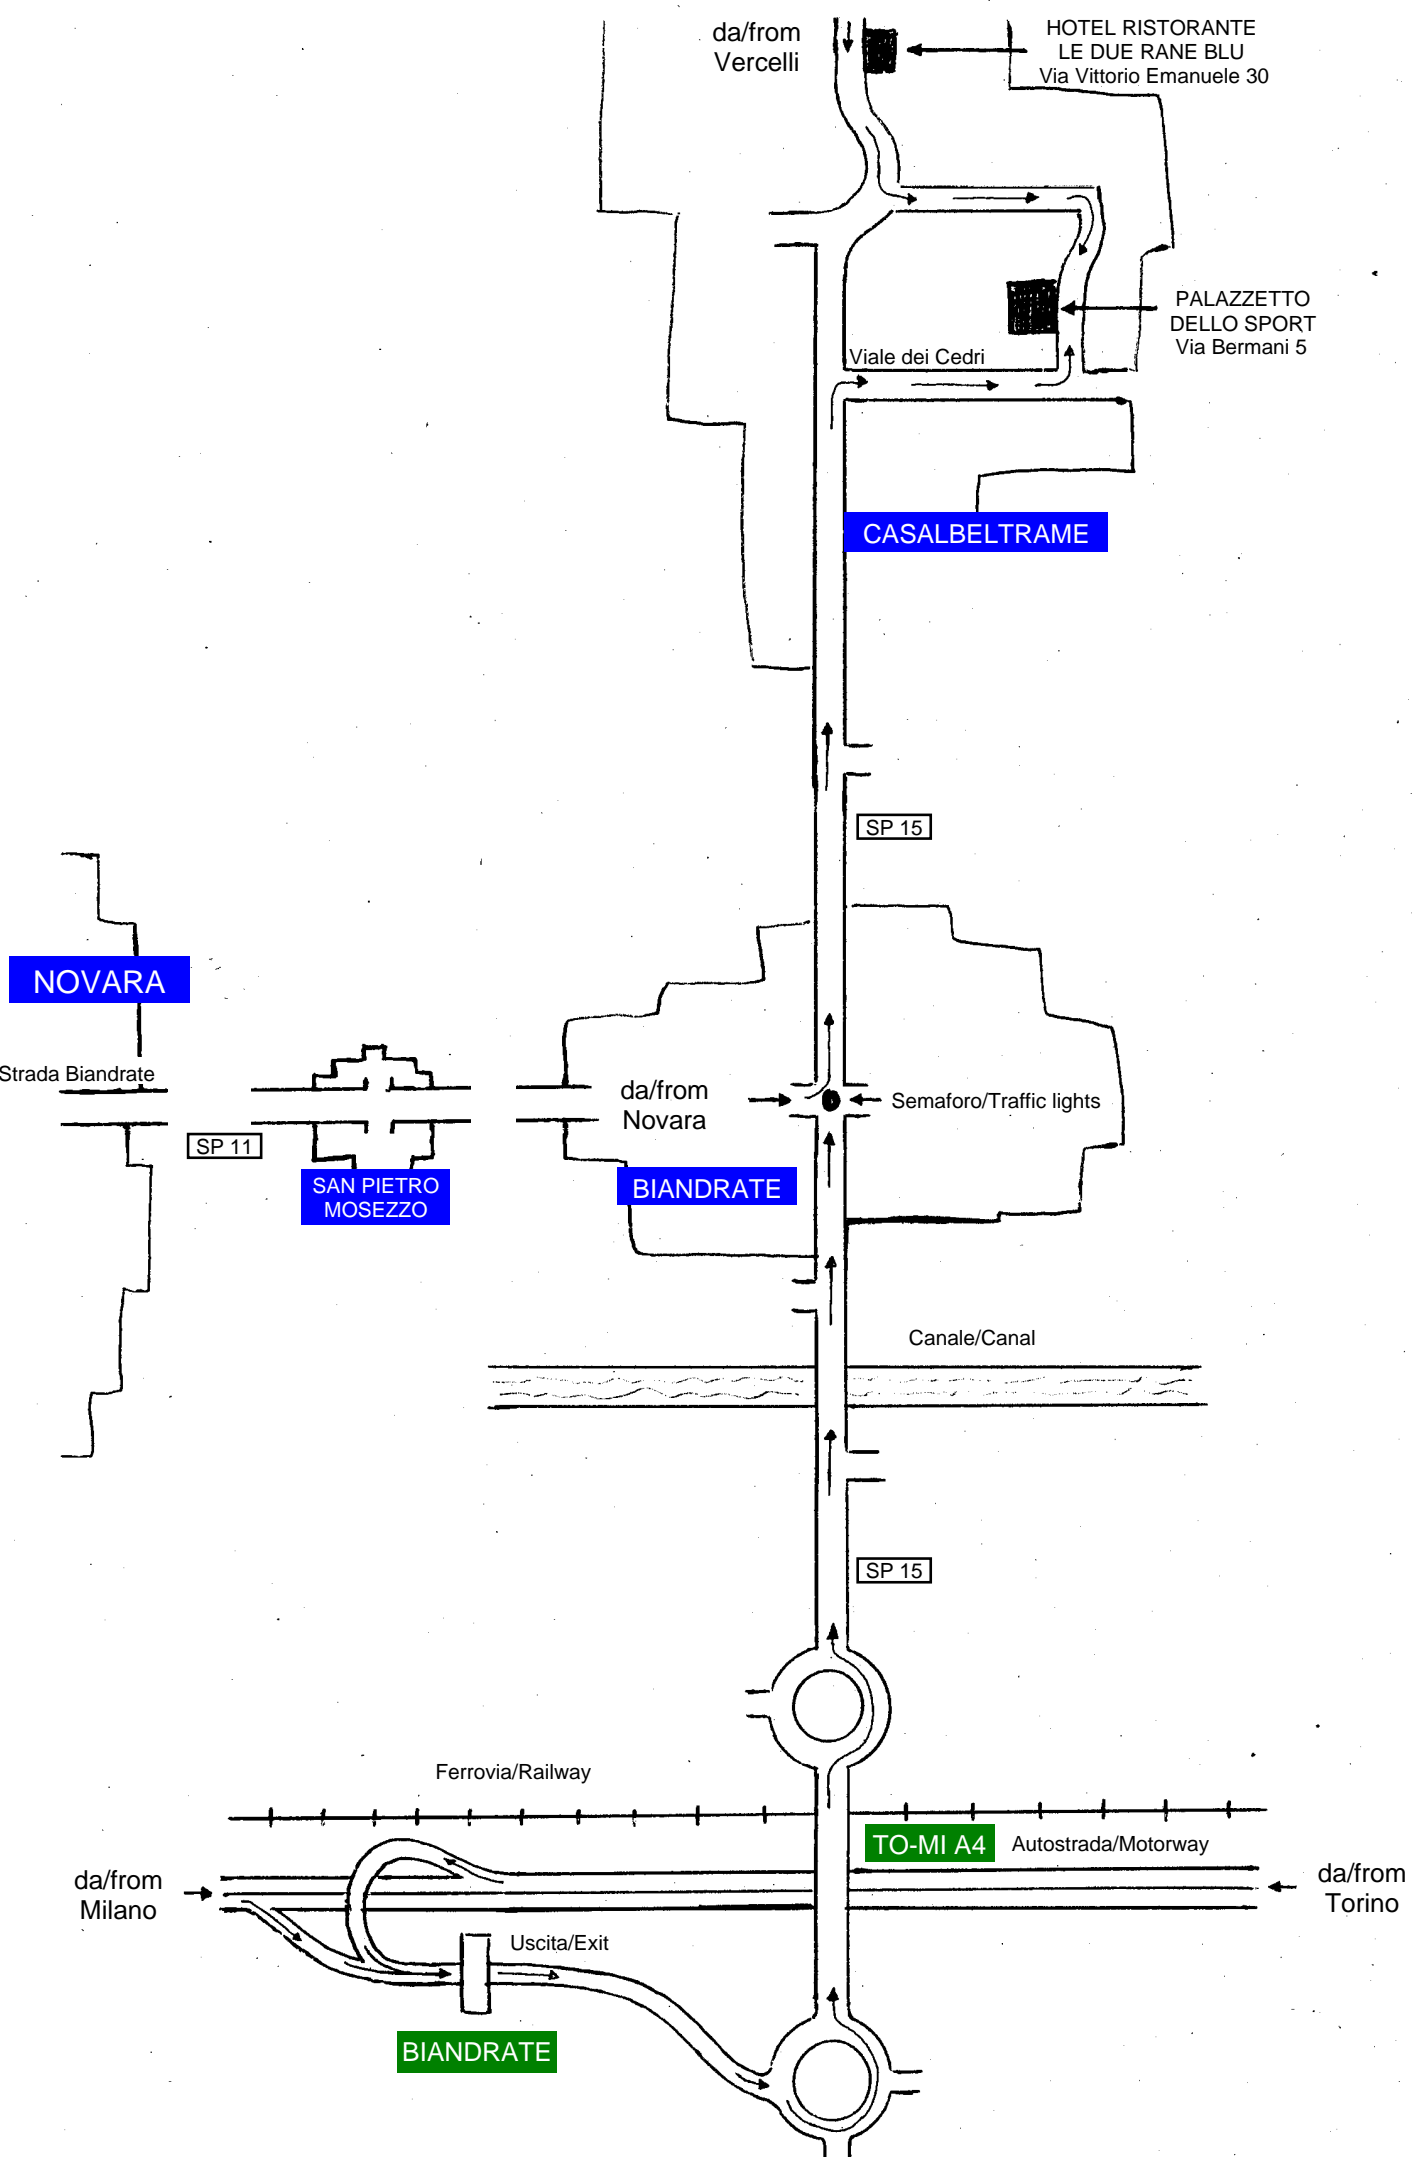 da/from
Vercelli
HOTEL RISTORANTE
LE DUE RANE BLU
Via Vittorio Emanuele 30
PALAZZETTO
DELLO SPORT
Via Bermani 5
Viale dei Cedri
CASALBELTRAME
SP 15
NOVARA
Strada Biandrate
SP 11
SAN PIETRO
MOSEZZO
da/from
Novara
Semaforo/Traffic lights
BIANDRATE
Canale/Canal
SP 15
Ferrovia/Railway
TO-MI A4
Autostrada/Motorway
da/from
Milano
da/from
Torino
Uscita/Exit
BIANDRATE